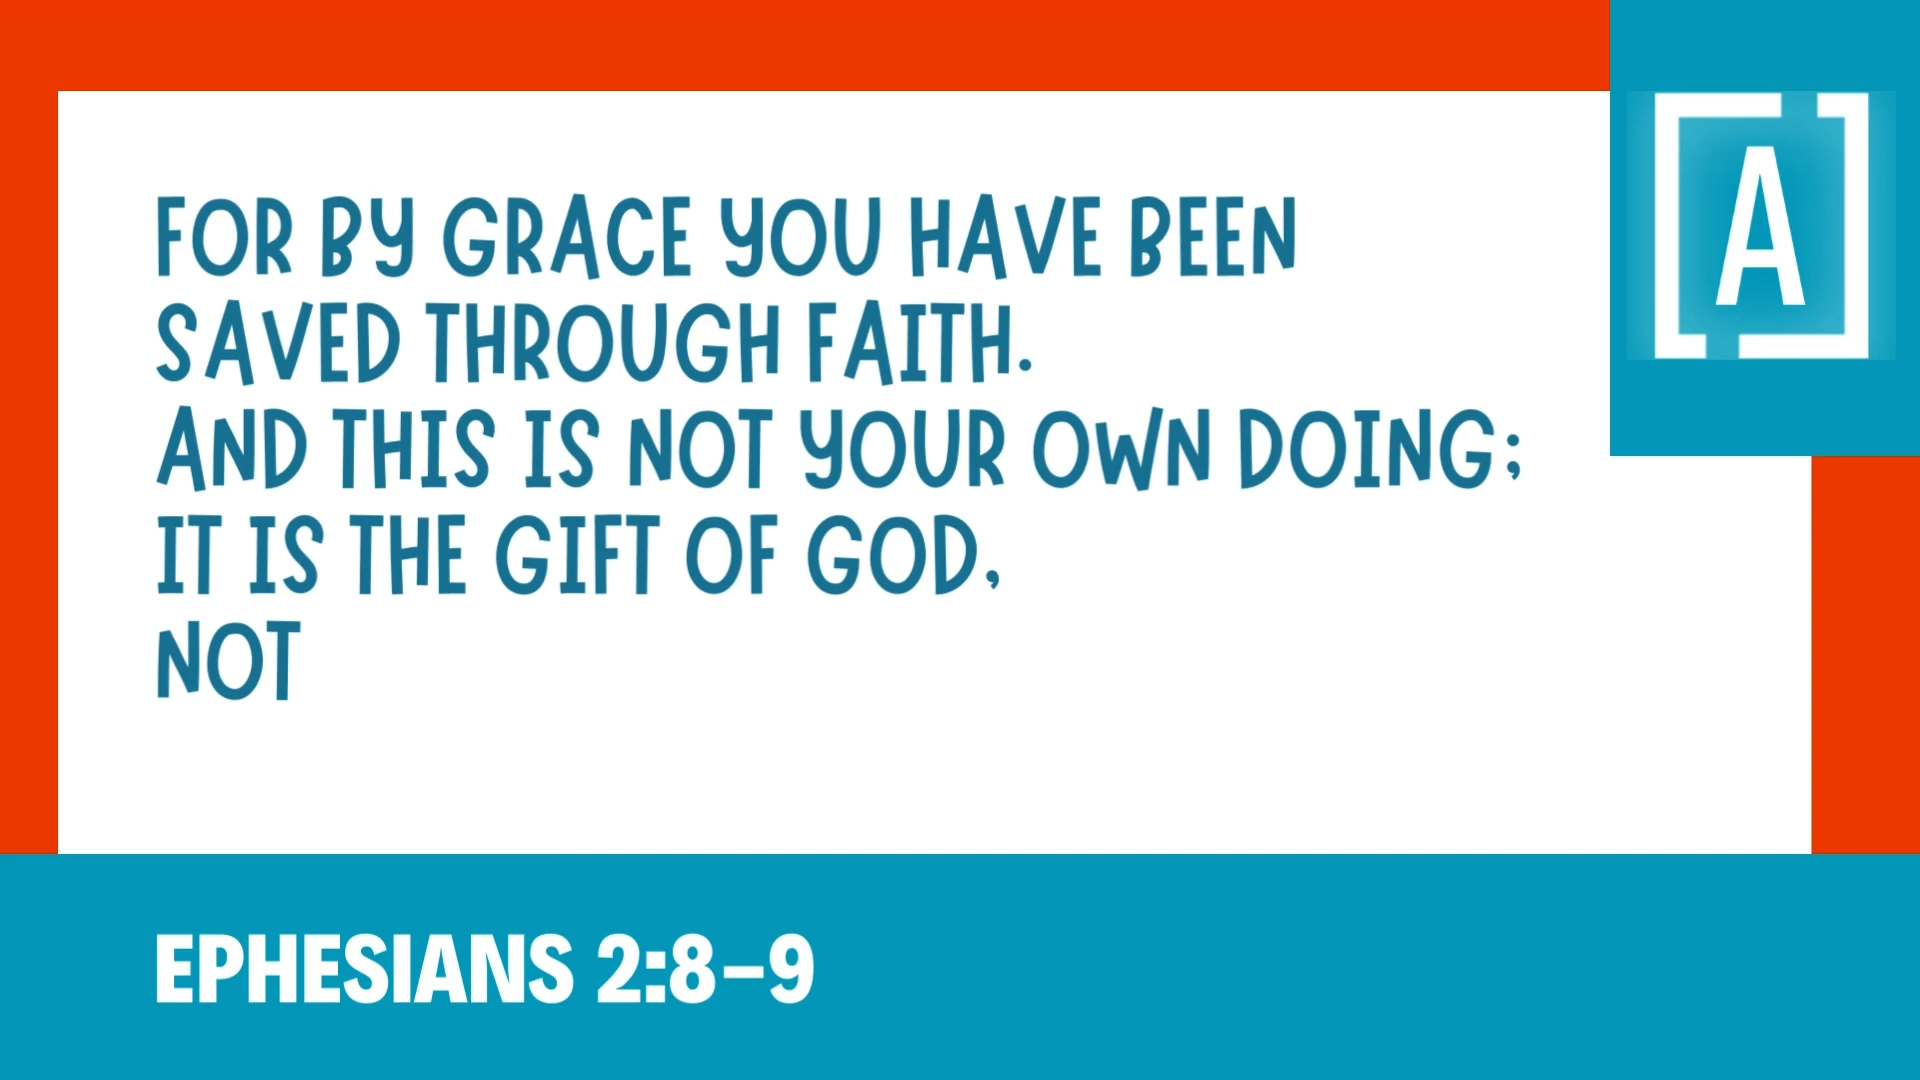 FOR BY GRACE YOU HAVE BEEN
SAVED THROUGH FAITH.
AND THIS IS NOT YOUR OWN DOING;
IT IS THE GIFT OF GOD,
NOT
A
EPHESIANS 2:8–9